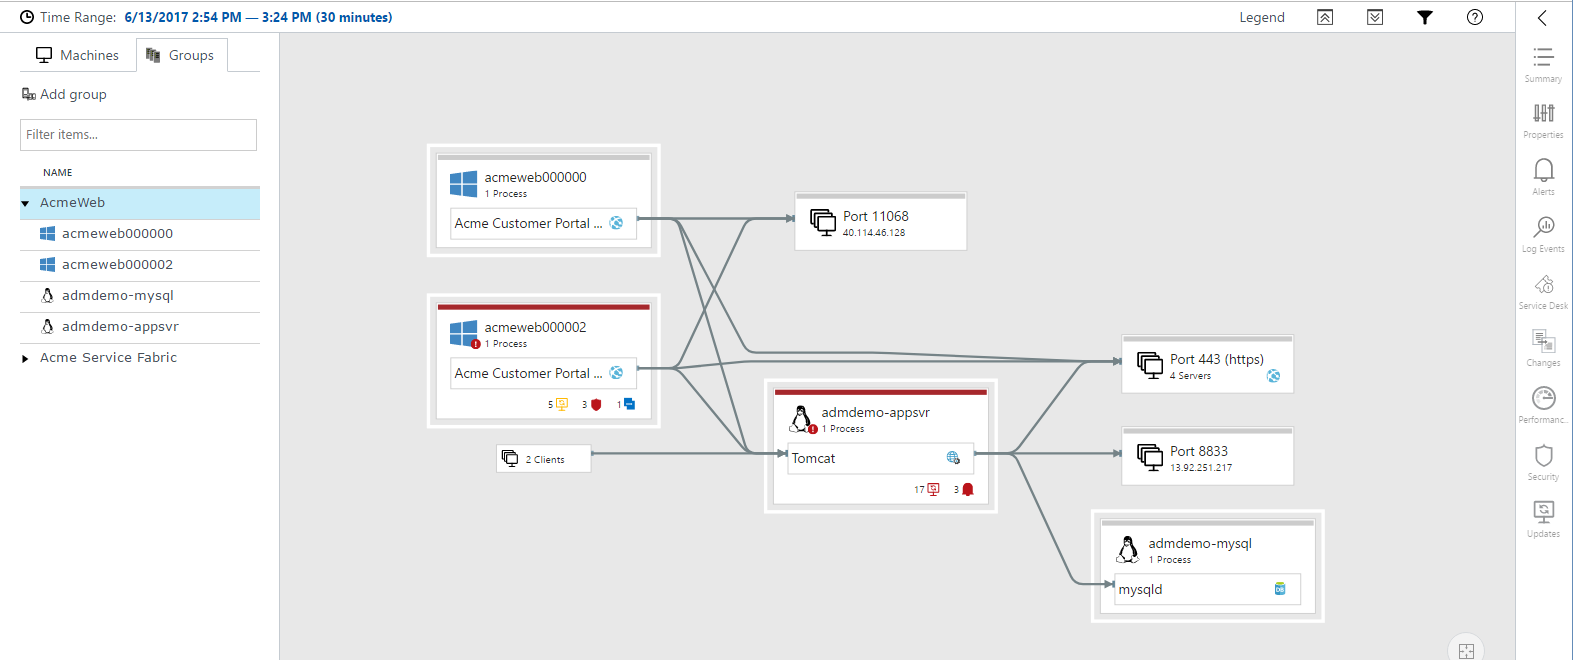 Time Range: 6/13/2017 2:54 PM — 3:24 PM (30 minutes)
Legend
Machines
Groups
Add group
Filter items...
NAME
AcmeWeb
acmeweb000000
acmeweb000002
admdemo-mysql
admdemo-appsvr
Acme Service Fabric
acmeweb000000
1 Process
Acme Customer Portal ...
Port 11068
40.114.46.128
acmeweb000002
1 Process
Acme Customer Portal ...
5
3
1
2 Clients
admdemo-appsvr
1 Process
Tomcat
17
3
Port 443 (https)
4 Servers
Port 8833
13.92.251.217
admdemo-mysql
1 Process
mysqld
Summary
Properties
Alerts
Log Events
Service Desk
Changes
Performanc...
Security
Updates